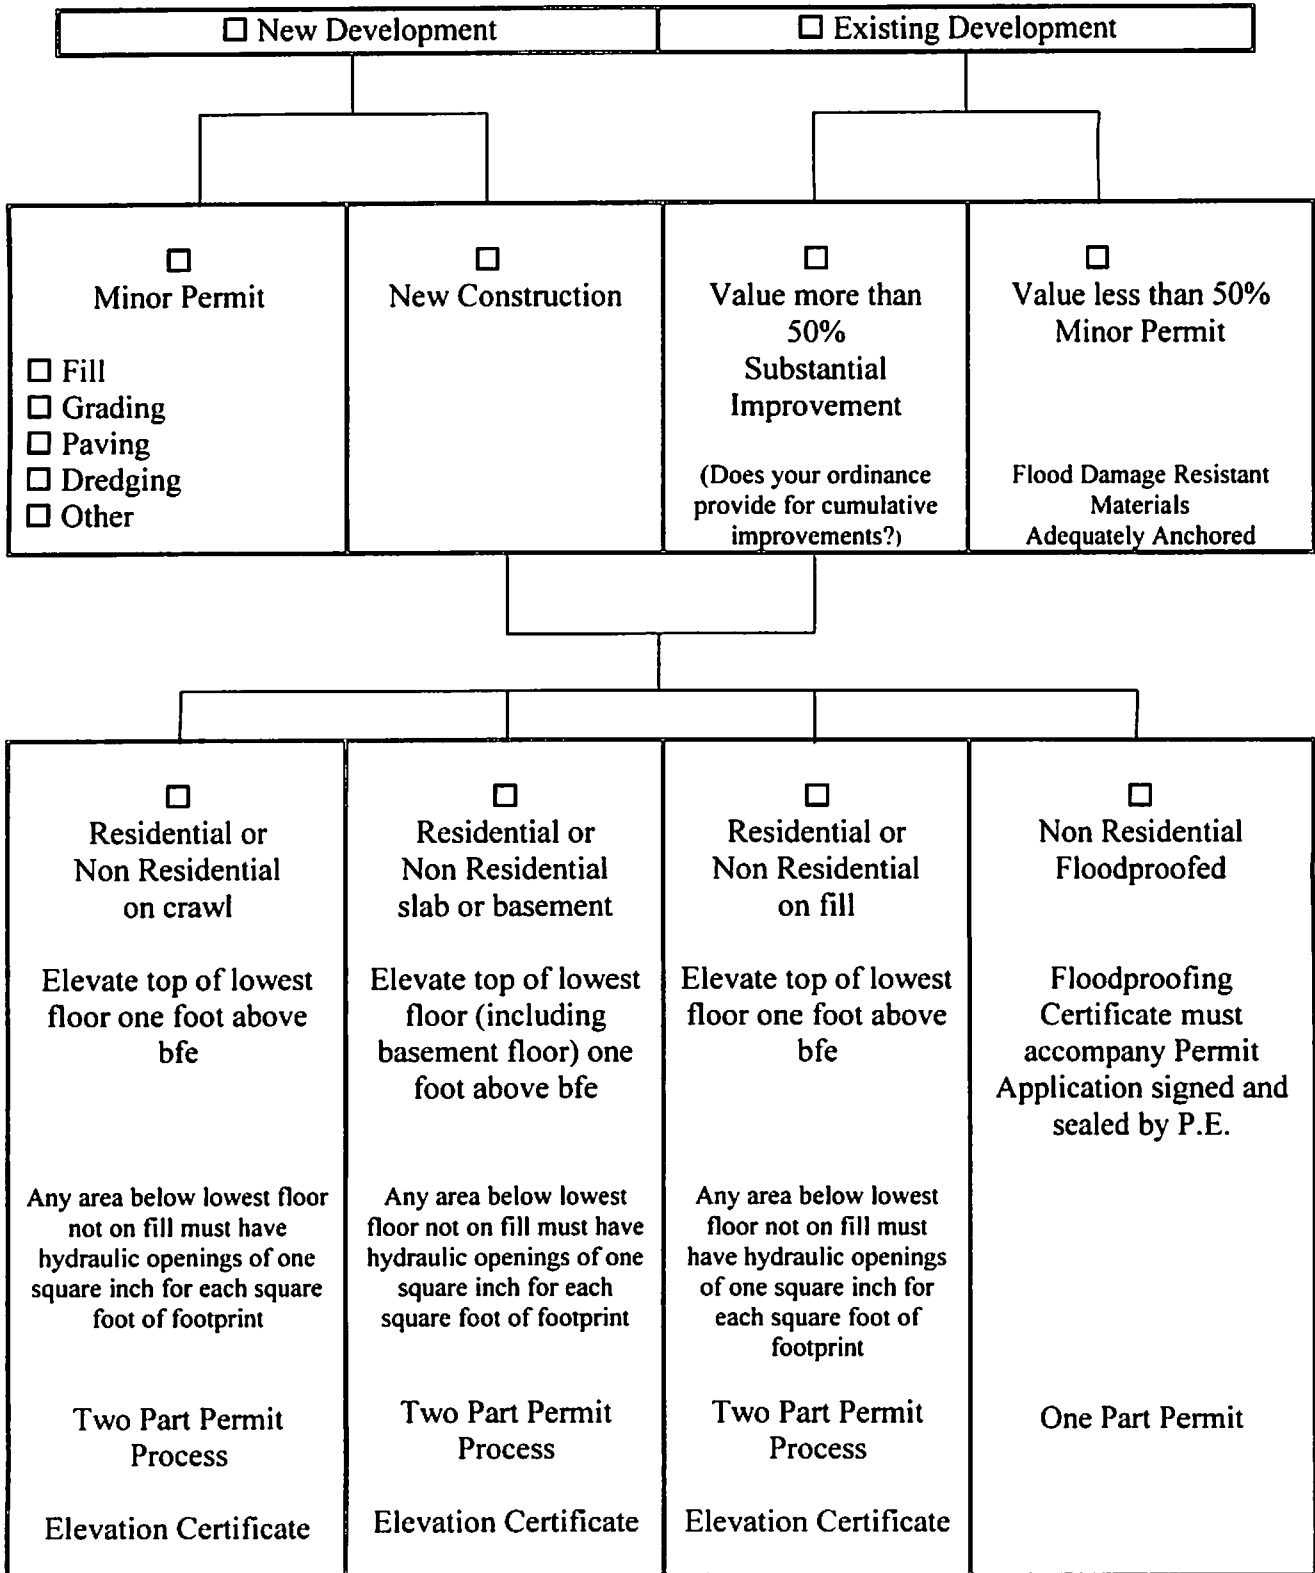 ☐ New Development
☐ Existing Development
☐
Minor Permit
☐ Fill
☐ Grading
☐ Paving
☐ Dredging
☐ Other
☐
New Construction
☐
Value more than
50%
Substantial
Improvement
(Does your ordinance
provide for cumulative
improvements?)
☐
Value less than 50%
Minor Permit
Flood Damage Resistant
Materials
Adequately Anchored
☐
Residential or
Non Residential
on crawl
Elevate top of lowest
floor one foot above
bfe
Any area below lowest floor
not on fill must have
hydraulic openings of one
square inch for each square
foot of footprint
Two Part Permit
Process
Elevation Certificate
☐
Residential or
Non Residential
slab or basement
Elevate top of lowest
floor (including
basement floor) one
foot above bfe
Any area below lowest
floor not on fill must have
hydraulic openings of one
square inch for each
square foot of footprint
Two Part Permit
Process
Elevation Certificate
☐
Residential or
Non Residential
on fill
Elevate top of lowest
floor one foot above
bfe
Any area below lowest
floor not on fill must
have hydraulic openings
of one square inch for
each square foot of
footprint
Two Part Permit
Process
Elevation Certificate
☐
Non Residential
Floodproofed
Floodproofing
Certificate must
accompany Permit
Application signed and
sealed by P.E.
One Part Permit